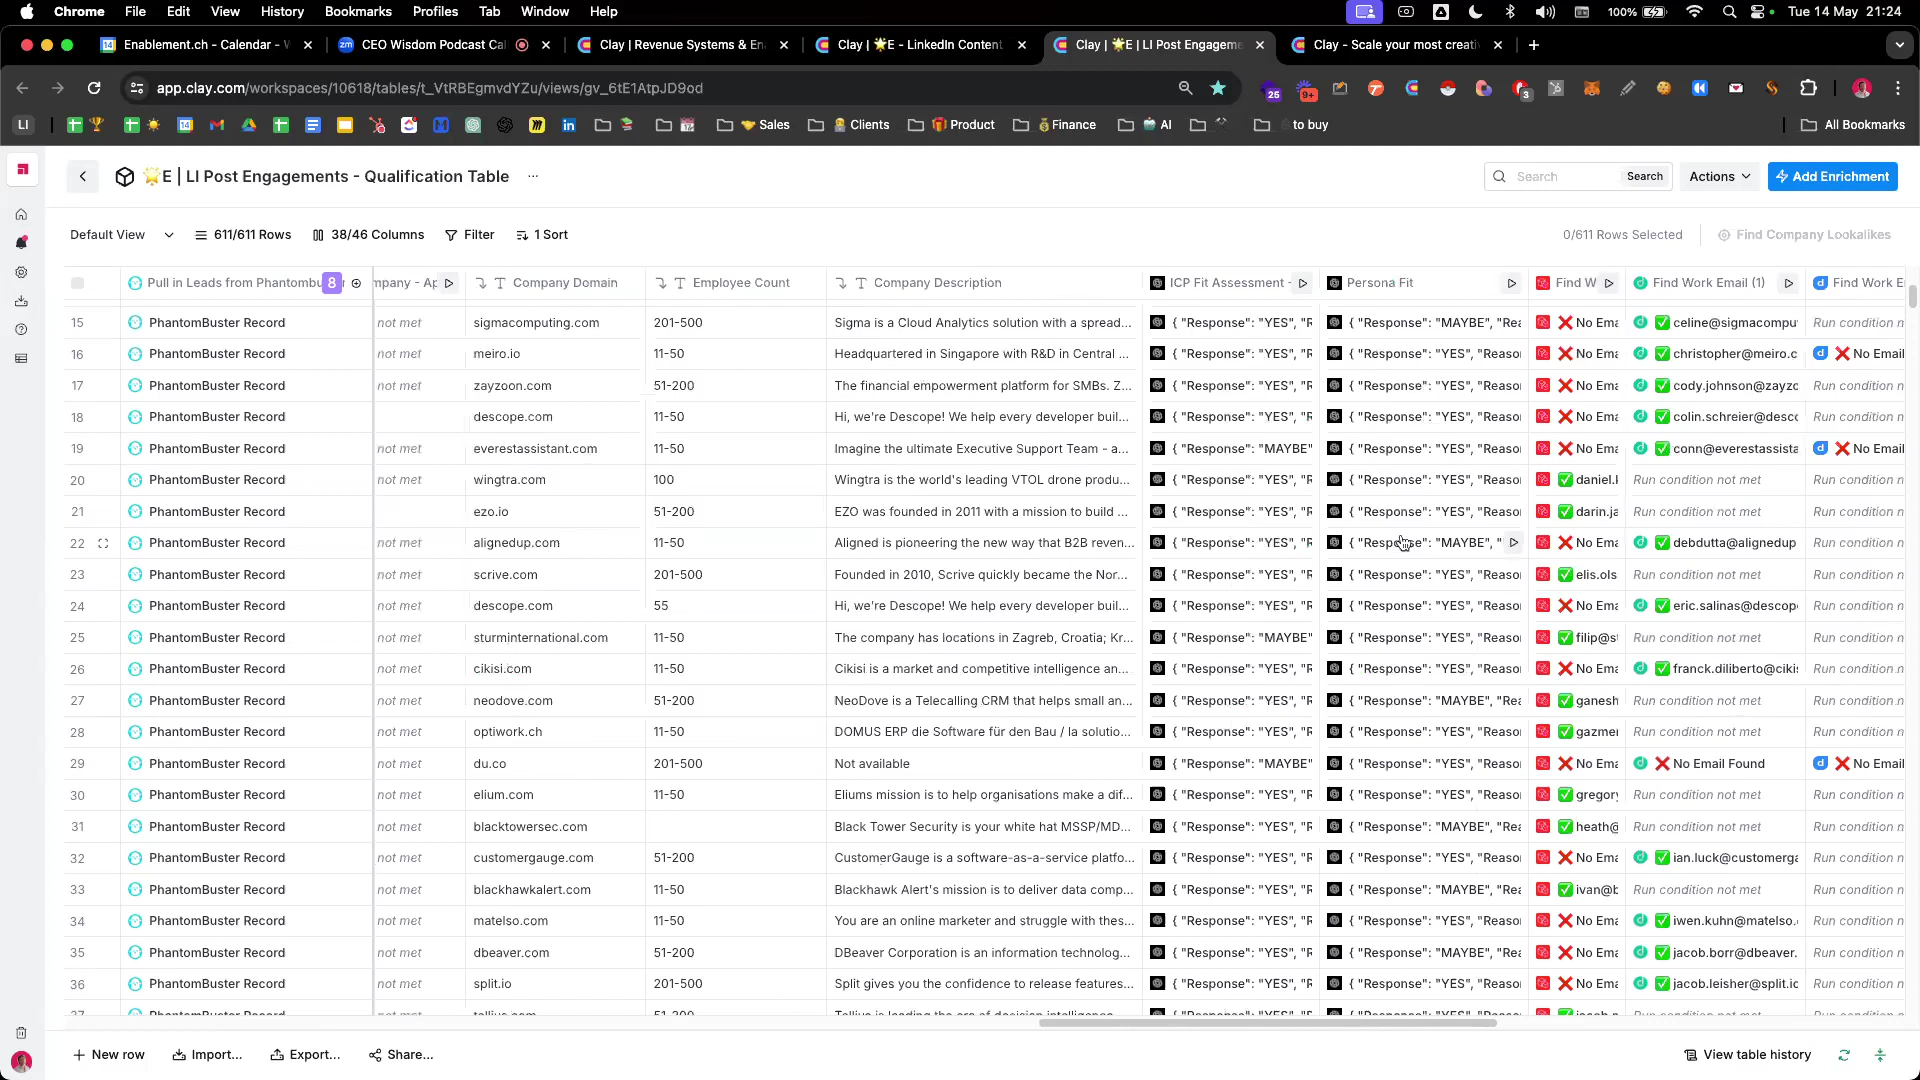 Chrome File Edit View History Bookmarks Profiles Tab Window Help 100% Tue 14 May 21:24
Enablement.ch - Calendar - W CEO Wisdom Podcast Cal Clay | Revenue Systems & En Clay | 🌟E - LinkedIn Content Clay | 🌟E | LI Post Engageme Clay - Scale your most creati
app.clay.com/workspaces/10618/tables/t_VtRBEgmvdYZu/views/gv_6tE1AtpJD9od 25 9+ 3
LI Sales Clients Product Finance AI to buy All Bookmarks
🌟E | LI Post Engagements - Qualification Table ... Search Search Actions Add Enrichment
Default View 611/611 Rows 38/46 Columns Filter 1 Sort 0/611 Rows Selected Find Company Lookalikes
Pull in Leads from Phantombu 8 mpany - Ap Company Domain Employee Count Company Description ICP Fit Assessment - Persona Fit Find W Find Work Email (1) Find Work E
15 PhantomBuster Record not met sigmacomputing.com 201-500 Sigma is a Cloud Analytics solution with a spread... { "Response": "YES", "R { "Response": "MAYBE", "Rea ❌ No Ema ✅ celine@sigmacompu Run condition n
16 PhantomBuster Record not met meiro.io 11-50 Headquartered in Singapore with R&D in Central ... { "Response": "YES", "R { "Response": "YES", "Reason ❌ No Ema ✅ christopher@meiro.c ❌ No Email
17 PhantomBuster Record not met zayzoon.com 51-200 The financial empowerment platform for SMBs. Z... { "Response": "YES", "R { "Response": "YES", "Reason ❌ No Ema ✅ cody.johnson@zayzo Run condition n
18 PhantomBuster Record descope.com 11-50 Hi, we're Descope! We help every developer buil... { "Response": "YES", "R { "Response": "YES", "Reason ❌ No Ema ✅ colin.schreier@desco Run condition n
19 PhantomBuster Record not met everestassistant.com 11-50 Imagine the ultimate Executive Support Team - a... { "Response": "MAYBE" { "Response": "YES", "Reason ❌ No Ema ✅ conn@everestassista ❌ No Email
20 PhantomBuster Record not met wingtra.com 100 Wingtra is the world's leading VTOL drone produ... { "Response": "YES", "R { "Response": "YES", "Reason ✅ daniel.k Run condition not met Run condition n
21 PhantomBuster Record ezo.io 51-200 EZO was founded in 2011 with a mission to build ... { "Response": "YES", "R { "Response": "YES", "Reason ✅ darin.ja Run condition not met Run condition n
22 PhantomBuster Record not met alignedup.com 11-50 Aligned is pioneering the new way that B2B reven... { "Response": "YES", "R { "Response": "MAYBE", " ❌ No Ema ✅ debdutta@alignedup Run condition n
23 PhantomBuster Record not met scrive.com 201-500 Founded in 2010, Scrive quickly became the Nor... { "Response": "YES", "R { "Response": "YES", "Reason ✅ elis.ols Run condition not met Run condition n
24 PhantomBuster Record not met descope.com 55 Hi, we're Descope! We help every developer buil... { "Response": "YES", "R { "Response": "YES", "Reason ❌ No Ema ✅ eric.salinas@descop Run condition n
25 PhantomBuster Record not met sturminternational.com 11-50 The company has locations in Zagreb, Croatia; Kr... { "Response": "MAYBE" { "Response": "YES", "Reason ✅ filip@st Run condition not met Run condition n
26 PhantomBuster Record not met cikisi.com 11-50 Cikisi is a market and competitive intelligence an... { "Response": "YES", "R { "Response": "YES", "Reason ❌ No Ema ✅ franck.diliberto@cikis Run condition n
27 PhantomBuster Record not met neodove.com 51-200 NeoDove is a Telecalling CRM that helps small an... { "Response": "YES", "R { "Response": "MAYBE", "Rea ✅ ganesh Run condition not met Run condition n
28 PhantomBuster Record not met optiwork.ch 11-50 DOMUS ERP die Software für den Bau / la solutio... { "Response": "YES", "R { "Response": "YES", "Reason ✅ gazmer Run condition not met Run condition n
29 PhantomBuster Record not met du.co 201-500 Not available { "Response": "MAYBE" { "Response": "YES", "Reason ❌ No Ema ❌ No Email Found ❌ No Email
30 PhantomBuster Record not met elium.com 11-50 Eliums mission is to help organisations make a dif... { "Response": "YES", "R { "Response": "YES", "Reason ✅ gregory Run condition not met Run condition n
31 PhantomBuster Record not met blacktowersec.com Black Tower Security is your white hat MSSP/MD... { "Response": "YES", "R { "Response": "MAYBE", "Rea ✅ heath@ Run condition not met Run condition n
32 PhantomBuster Record not met customergauge.com 51-200 CustomerGauge is a software-as-a-service platfo... { "Response": "YES", "R { "Response": "YES", "Reason ❌ No Ema ✅ ian.luck@customerga Run condition n
33 PhantomBuster Record not met blackhawkalert.com 11-50 Blackhawk Alert's mission is to deliver data comp... { "Response": "YES", "R { "Response": "MAYBE", "Rea ✅ ivan@b Run condition not met Run condition n
34 PhantomBuster Record not met matelso.com 11-50 You are an online marketer and struggle with thes... { "Response": "YES", "R { "Response": "YES", "Reason ❌ No Ema ✅ iwen.kuhn@matelso. Run condition n
35 PhantomBuster Record not met dbeaver.com 51-200 DBeaver Corporation is an information technolog... { "Response": "YES", "R { "Response": "MAYBE", "Rea ❌ No Ema ✅ jacob.borr@dbeaver. Run condition n
36 PhantomBuster Record not met split.io 201-500 Split gives you the confidence to release features... { "Response": "YES", "R { "Response": "YES", "Reason ❌ No Ema ✅ jacob.leisher@split.ic Run condition n
New row Import... Export... Share... View table history